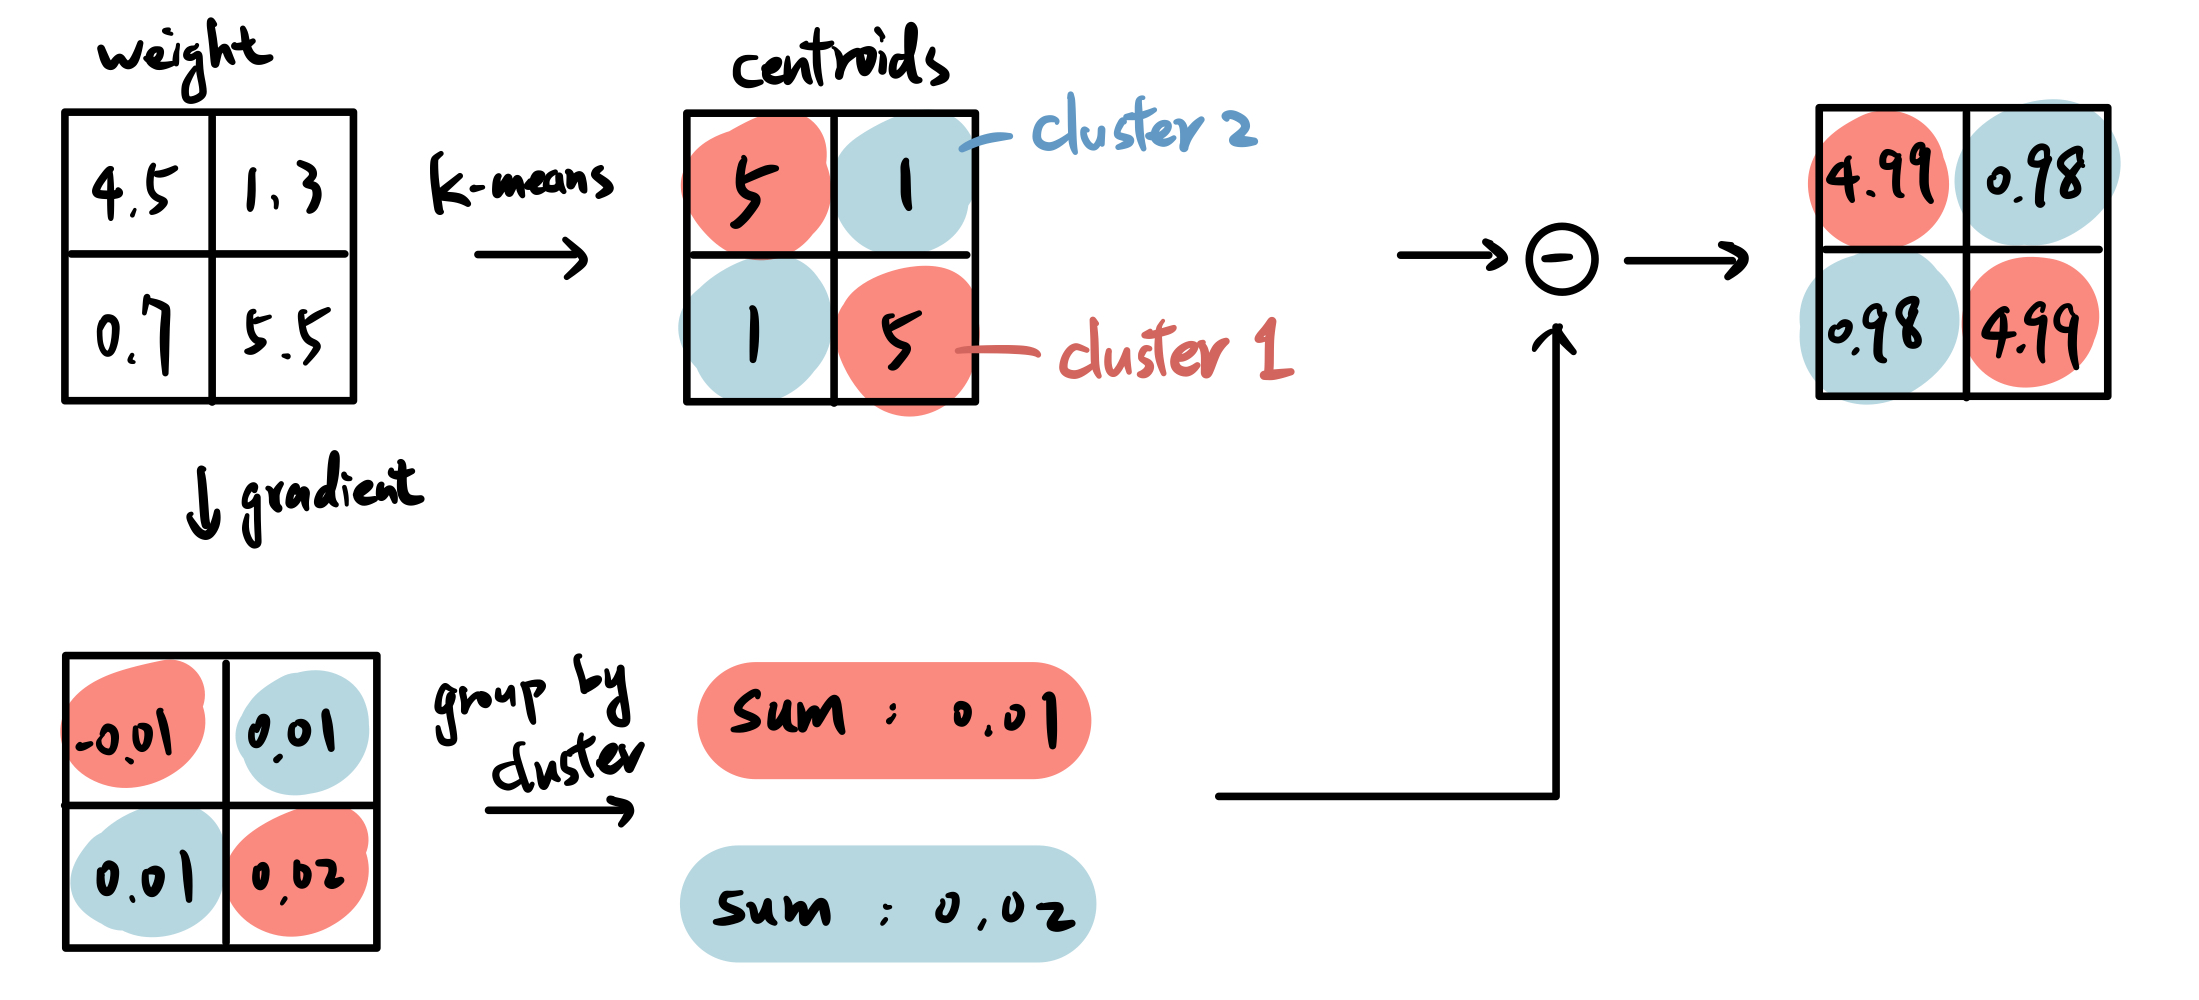 weight
4.5 1.3
0.7 5.5
k-means
centroids
5 1
1 5
cluster 2
cluster 1
-
4.99 0.98
0.98 4.99
gradient
-0.01 0.01
0.01 0.02
group by
cluster
sum : 0.01
sum : 0.02